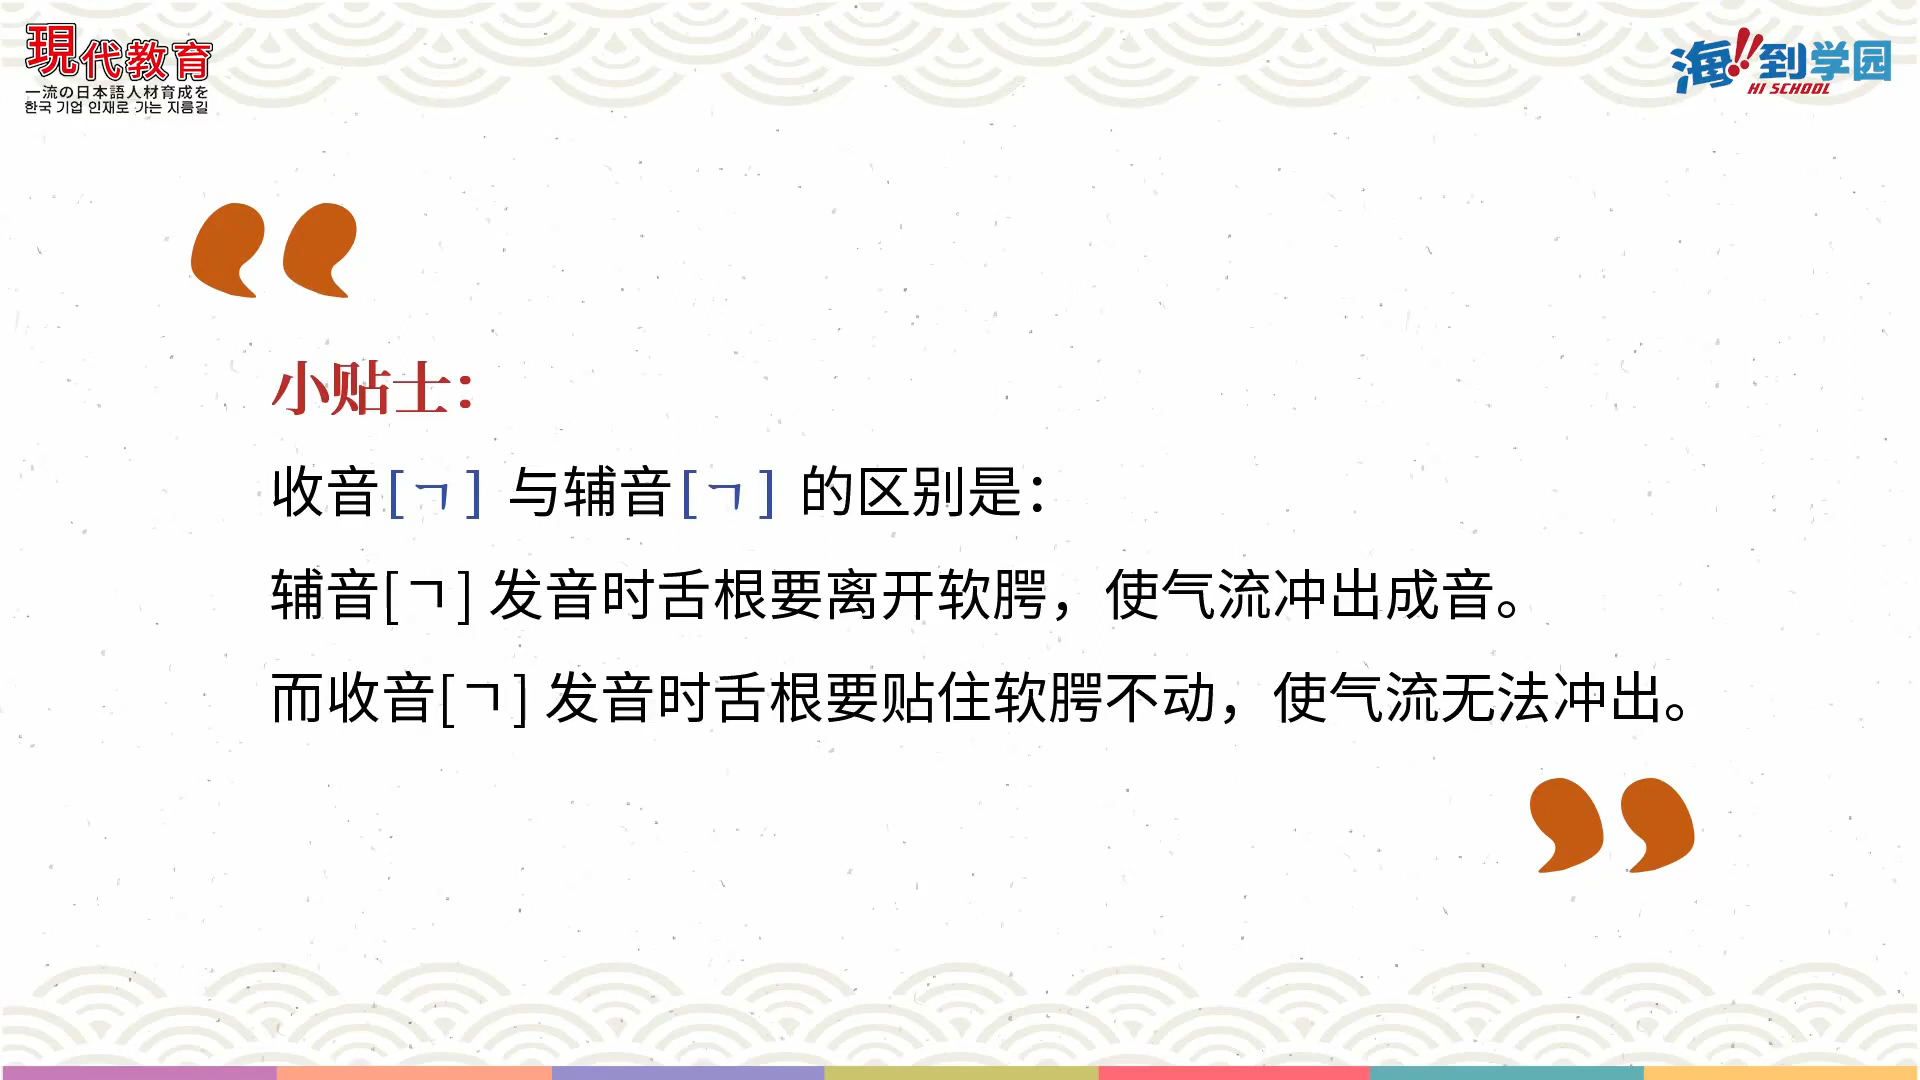 現代教育
一流の日本語人材育成を
한국 기업 인재로 가는 지름길
海!!到学园
HI SCHOOL
小贴士：
收音[ㄱ] 与辅音[ㄱ] 的区别是：
辅音[ㄱ] 发音时舌根要离开软腭，使气流冲出成音。
而收音[ㄱ] 发音时舌根要贴住软腭不动，使气流无法冲出。